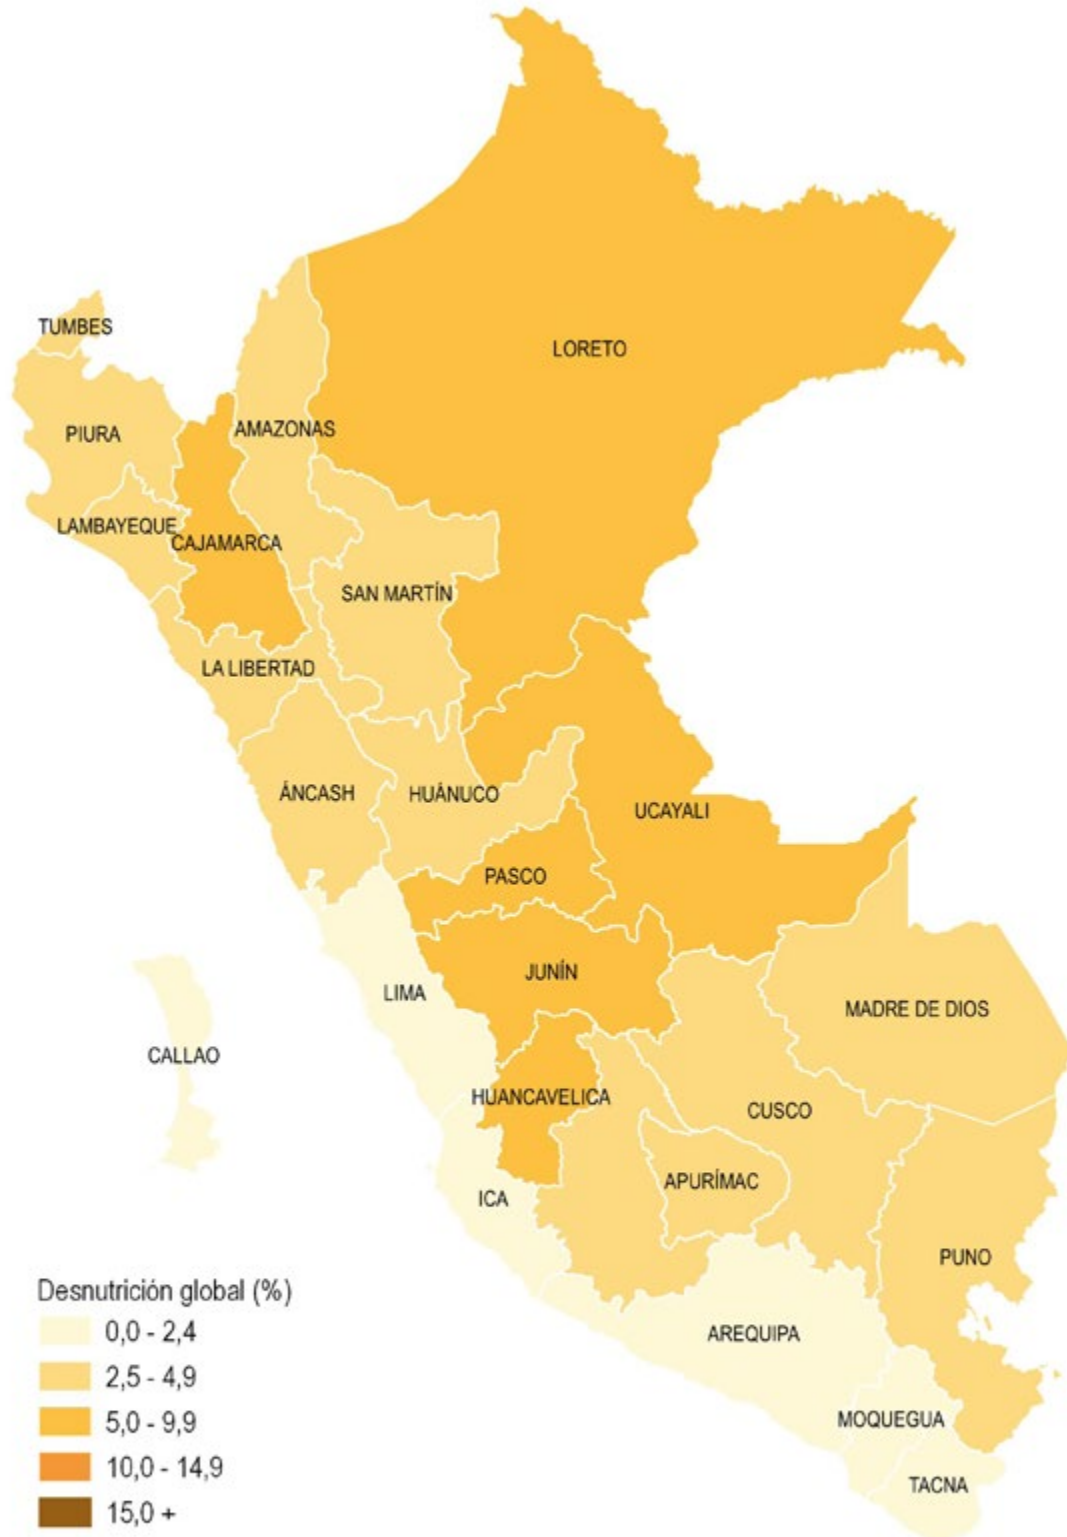 TUMBES
LORETO
PIURA
AMAZONAS
LAMBAYEQUE
CAJAMARCA
SAN MARTÍN
LA LIBERTAD
ÁNCASH
HUÁNUCO
UCAYALI
PASCO
JUNÍN
LIMA
MADRE DE DIOS
CALLAO
HUANCAVELICA
CUSCO
APURÍMAC
ICA
PUNO
AREQUIPA
MOQUEGUA
TACNA
Desnutrición global (%)
0,0 - 2,4
2,5 - 4,9
5,0 - 9,9
10,0 - 14,9
15,0 +